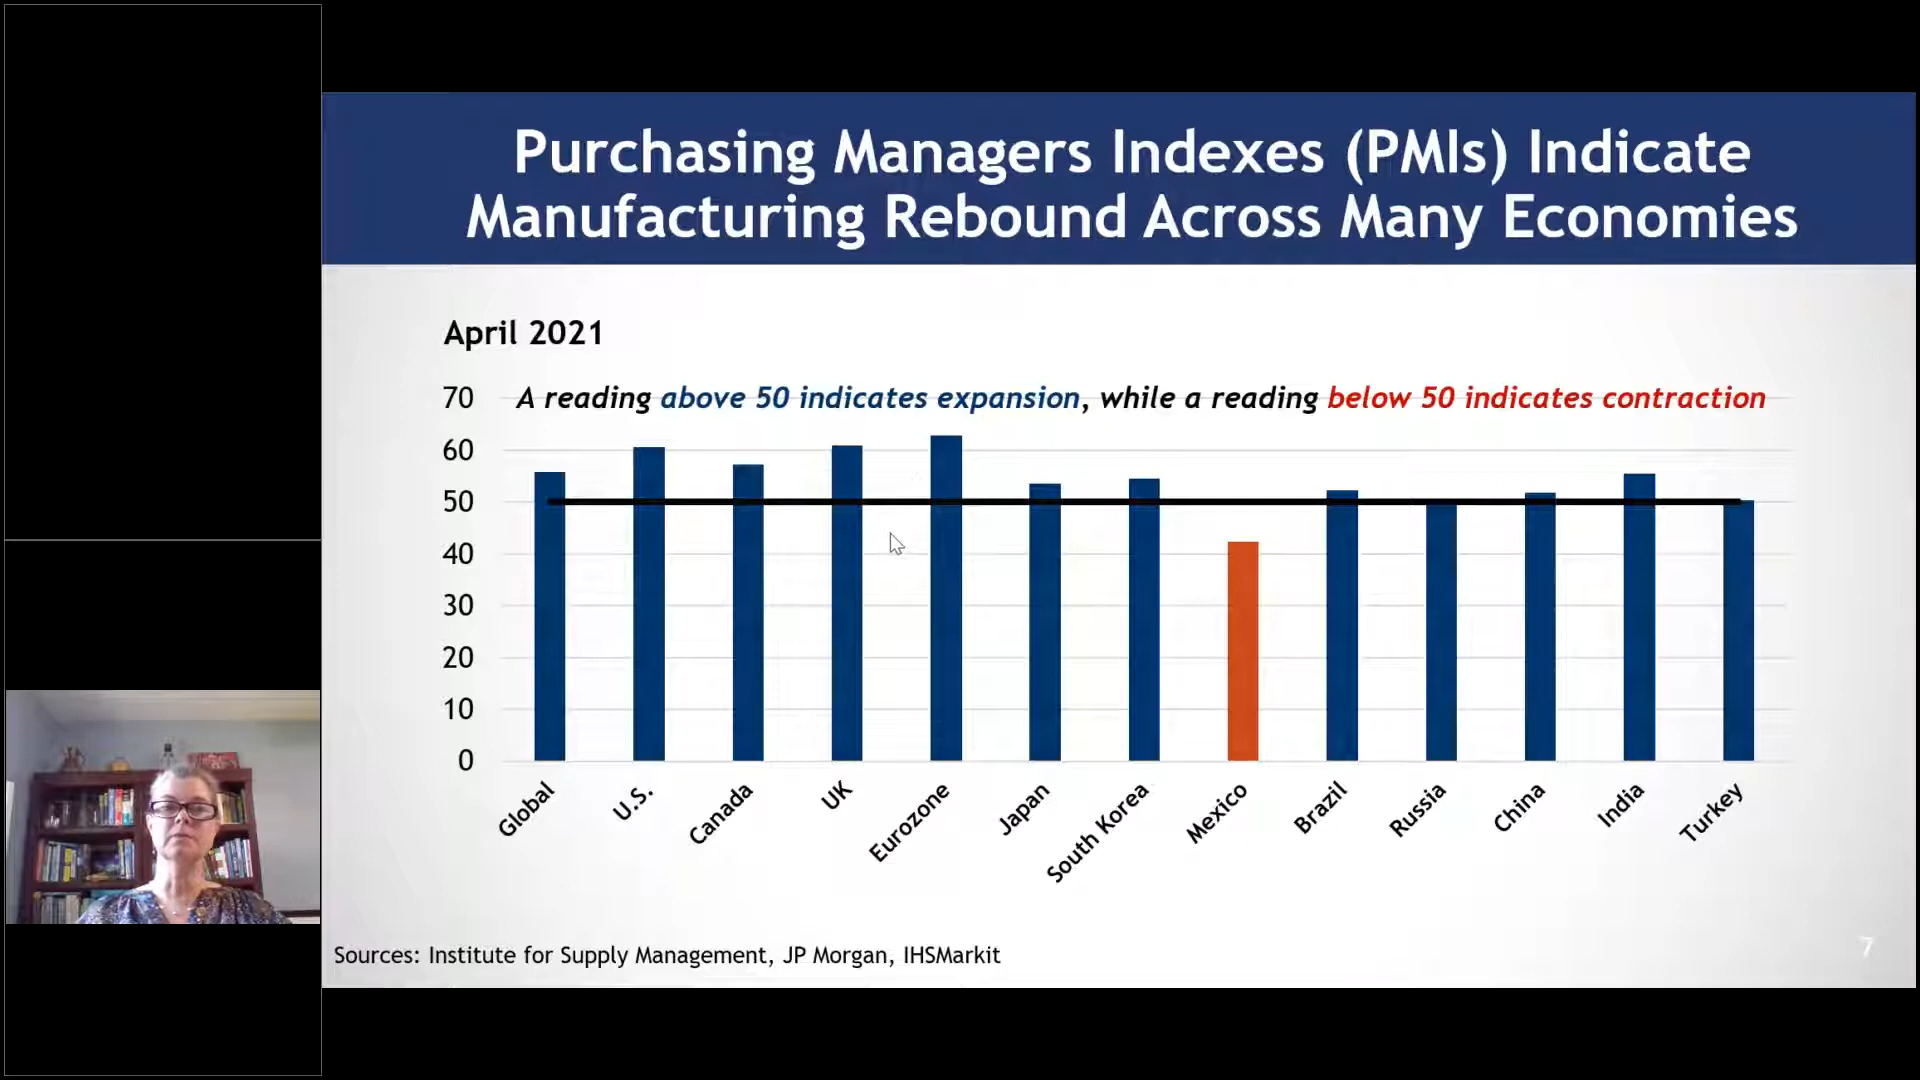 Purchasing Managers Indexes (PMIs) Indicate
Manufacturing Rebound Across Many Economies
April 2021
A reading above 50 indicates expansion, while a reading below 50 indicates contraction
70
60
50
40
30
20
10
0
Global
U.S.
Canada
UK
Eurozone
Japan
South Korea
Mexico
Brazil
Russia
China
India
Turkey
Sources: Institute for Supply Management, JP Morgan, IHSMarkit
7